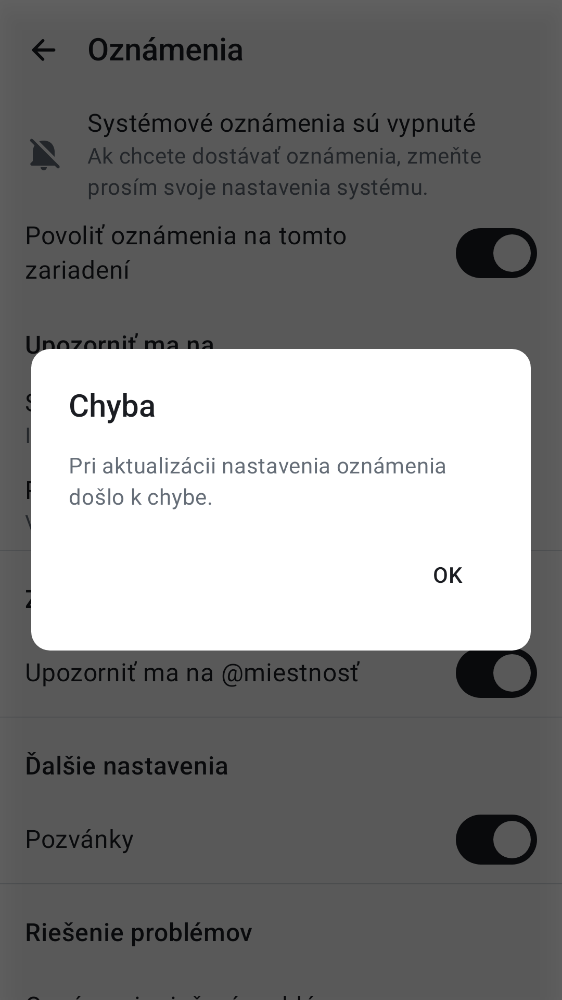 Oznámenia
Systémové oznámenia sú vypnuté
Ak chcete dostávať oznámenia, zmeňte
prosím svoje nastavenia systému.
Povoliť oznámenia na tomto
zariadení
Upozorniť ma na
Chyba
Pri aktualizácii nastavenia oznámenia
došlo k chybe.
OK
Upozorniť ma na @miestnosť
Ďalšie nastavenia
Pozvánky
Riešenie problémov